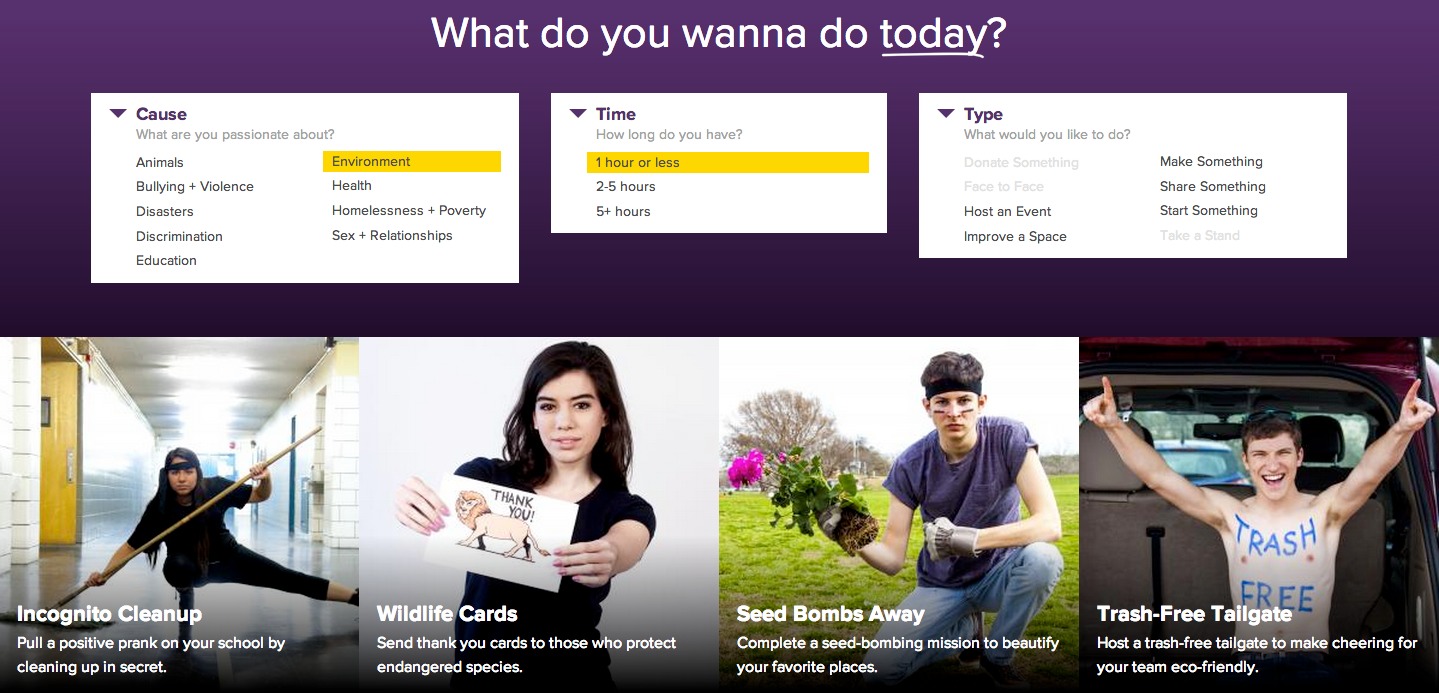 What do you wanna do today?
Cause
What are you passionate about?
Animals
Bullying + Violence
Disasters
Discrimination
Education
Environment
Health
Homelessness + Poverty
Sex + Relationships
Time
How long do you have?
1 hour or less
2-5 hours
5+ hours
Type
What would you like to do?
Donate Something
Face to Face
Host an Event
Improve a Space
Make Something
Share Something
Start Something
Take a Stand
Incognito Cleanup
Pull a positive prank on your school by
cleaning up in secret.
THANK
YOU!
Wildlife Cards
Send thank you cards to those who protect
endangered species.
Seed Bombs Away
Complete a seed-bombing mission to beautify
your favorite places.
TRASH
FREE
Trash-Free Tailgate
Host a trash-free tailgate to make cheering for
your team eco-friendly.